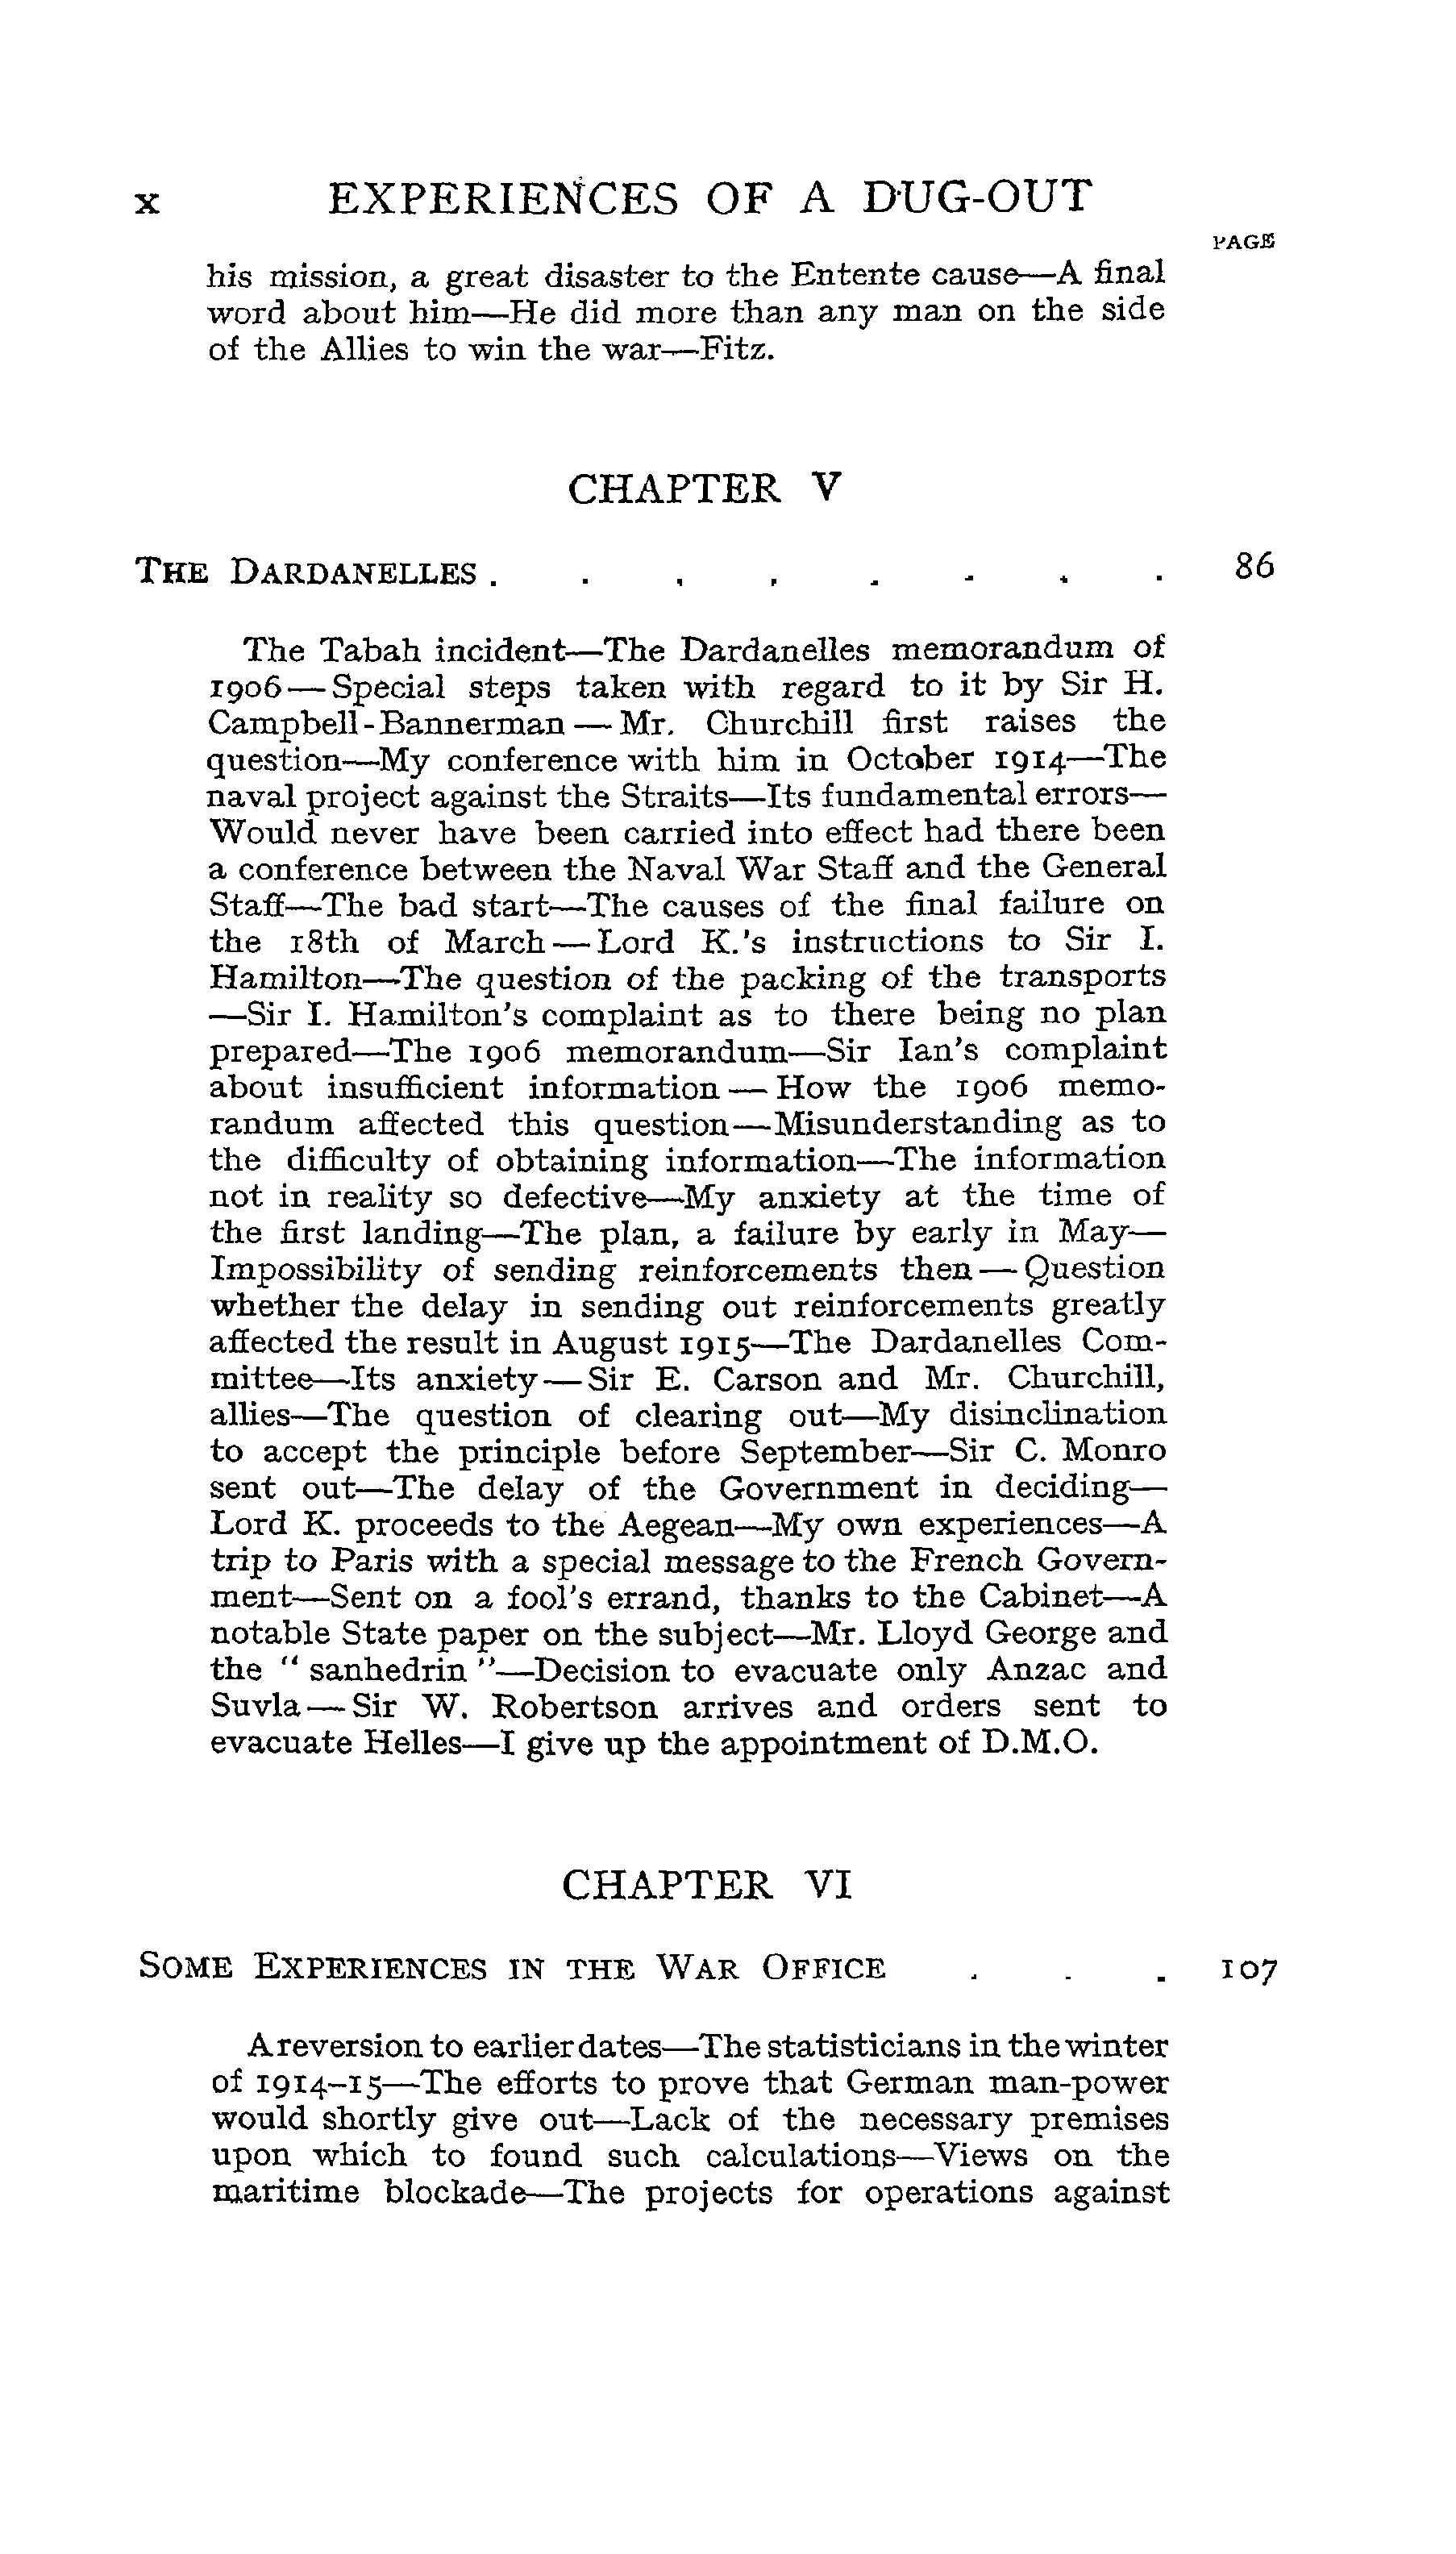 x EXPERIENCES OF A DUG-OUT
PAGE
his mission, a great disaster to the Entente cause—A final
word about him—He did more than any man on the side
of the Allies to win the war—Fitz.
CHAPTER V
THE DARDANELLES . . . . . . . . 86
The Tabah incident—The Dardanelles memorandum of
1906—Special steps taken with regard to it by Sir H.
Campbell-Bannerman—Mr. Churchill first raises the
question—My conference with him in October 1914—The
naval project against the Straits—Its fundamental errors—
Would never have been carried into effect had there been
a conference between the Naval War Staff and the General
Staff—The bad start—The causes of the final failure on
the 18th of March—Lord K.'s instructions to Sir I.
Hamilton—The question of the packing of the transports
—Sir I. Hamilton's complaint as to there being no plan
prepared—The 1906 memorandum—Sir Ian's complaint
about insufficient information—How the 1906 memo-
randum affected this question—Misunderstanding as to
the difficulty of obtaining information—The information
not in reality so defective—My anxiety at the time of
the first landing—The plan, a failure by early in May—
Impossibility of sending reinforcements then—Question
whether the delay in sending out reinforcements greatly
affected the result in August 1915—The Dardanelles Com-
mittee—Its anxiety—Sir E. Carson and Mr. Churchill,
allies—The question of clearing out—My disinclination
to accept the principle before September—Sir C. Monro
sent out—The delay of the Government in deciding—
Lord K. proceeds to the Aegean—My own experiences—A
trip to Paris with a special message to the French Govern-
ment—Sent on a fool's errand, thanks to the Cabinet—A
notable State paper on the subject—Mr. Lloyd George and
the "sanhedrin"—Decision to evacuate only Anzac and
Suvla—Sir W. Robertson arrives and orders sent to
evacuate Helles—I give up the appointment of D.M.O.
CHAPTER VI
SOME EXPERIENCES IN THE WAR OFFICE . . . 107
A reversion to earlier dates—The statisticians in the winter
of 1914–15—The efforts to prove that German man-power
would shortly give out—Lack of the necessary premises
upon which to found such calculations—Views on the
maritime blockade—The projects for operations against